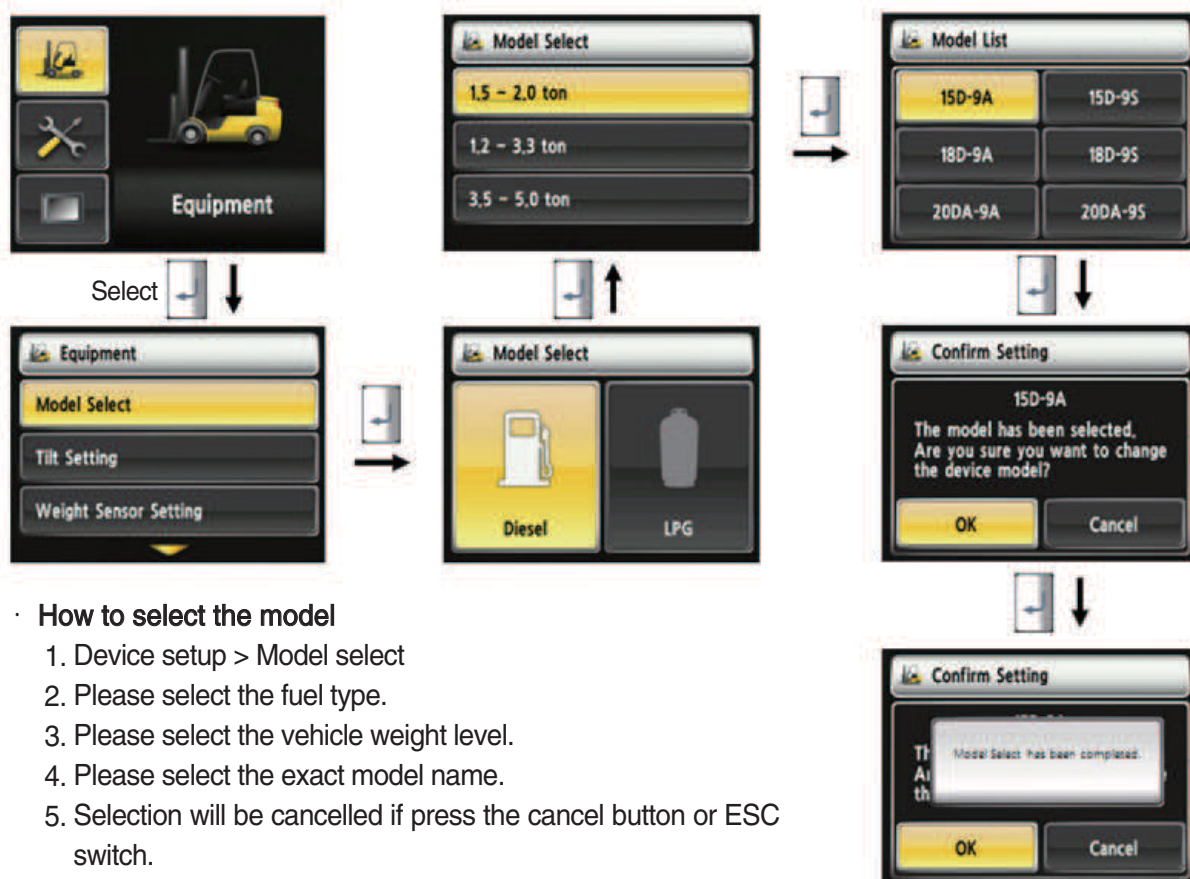 Equipment
Select
Equipment
Model Select
Tilt Setting
Weight Sensor Setting
Model Select
Diesel
LPG
Model Select
1,5 ~ 2,0 ton
1,2 ~ 3,3 ton
3,5 ~ 5,0 ton
Model List
15D-9A
15D-9S
18D-9A
18D-9S
20DA-9A
20DA-9S
Confirm Setting
15D-9A
The model has been selected,
Are you sure you want to change
the device model?
OK
Cancel
Confirm Setting
Th
Model Select has been completed.
Ar
th
OK
Cancel
· How to select the model
1. Device setup > Model select
2. Please select the fuel type.
3. Please select the vehicle weight level.
4. Please select the exact model name.
5. Selection will be cancelled if press the cancel button or ESC
switch.